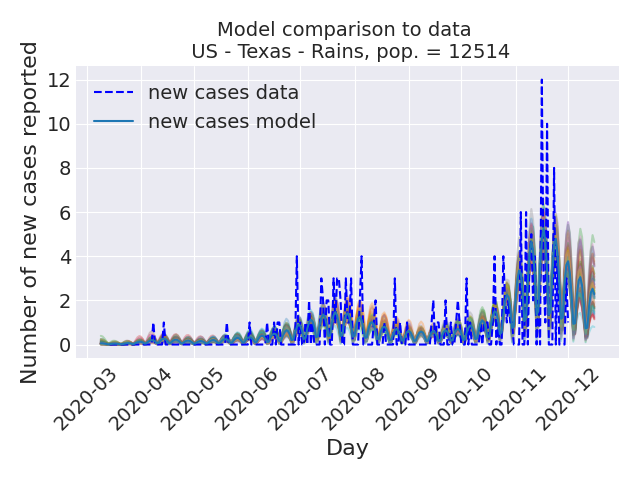 Model comparison to data
US - Texas - Rains, pop. = 12514
Number of new cases reported
12
10
8
6
4
2
0
new cases data
new cases model
2020-03
2020-04
2020-05
2020-06
2020-07
2020-08
2020-09
2020-10
2020-11
2020-12
Day